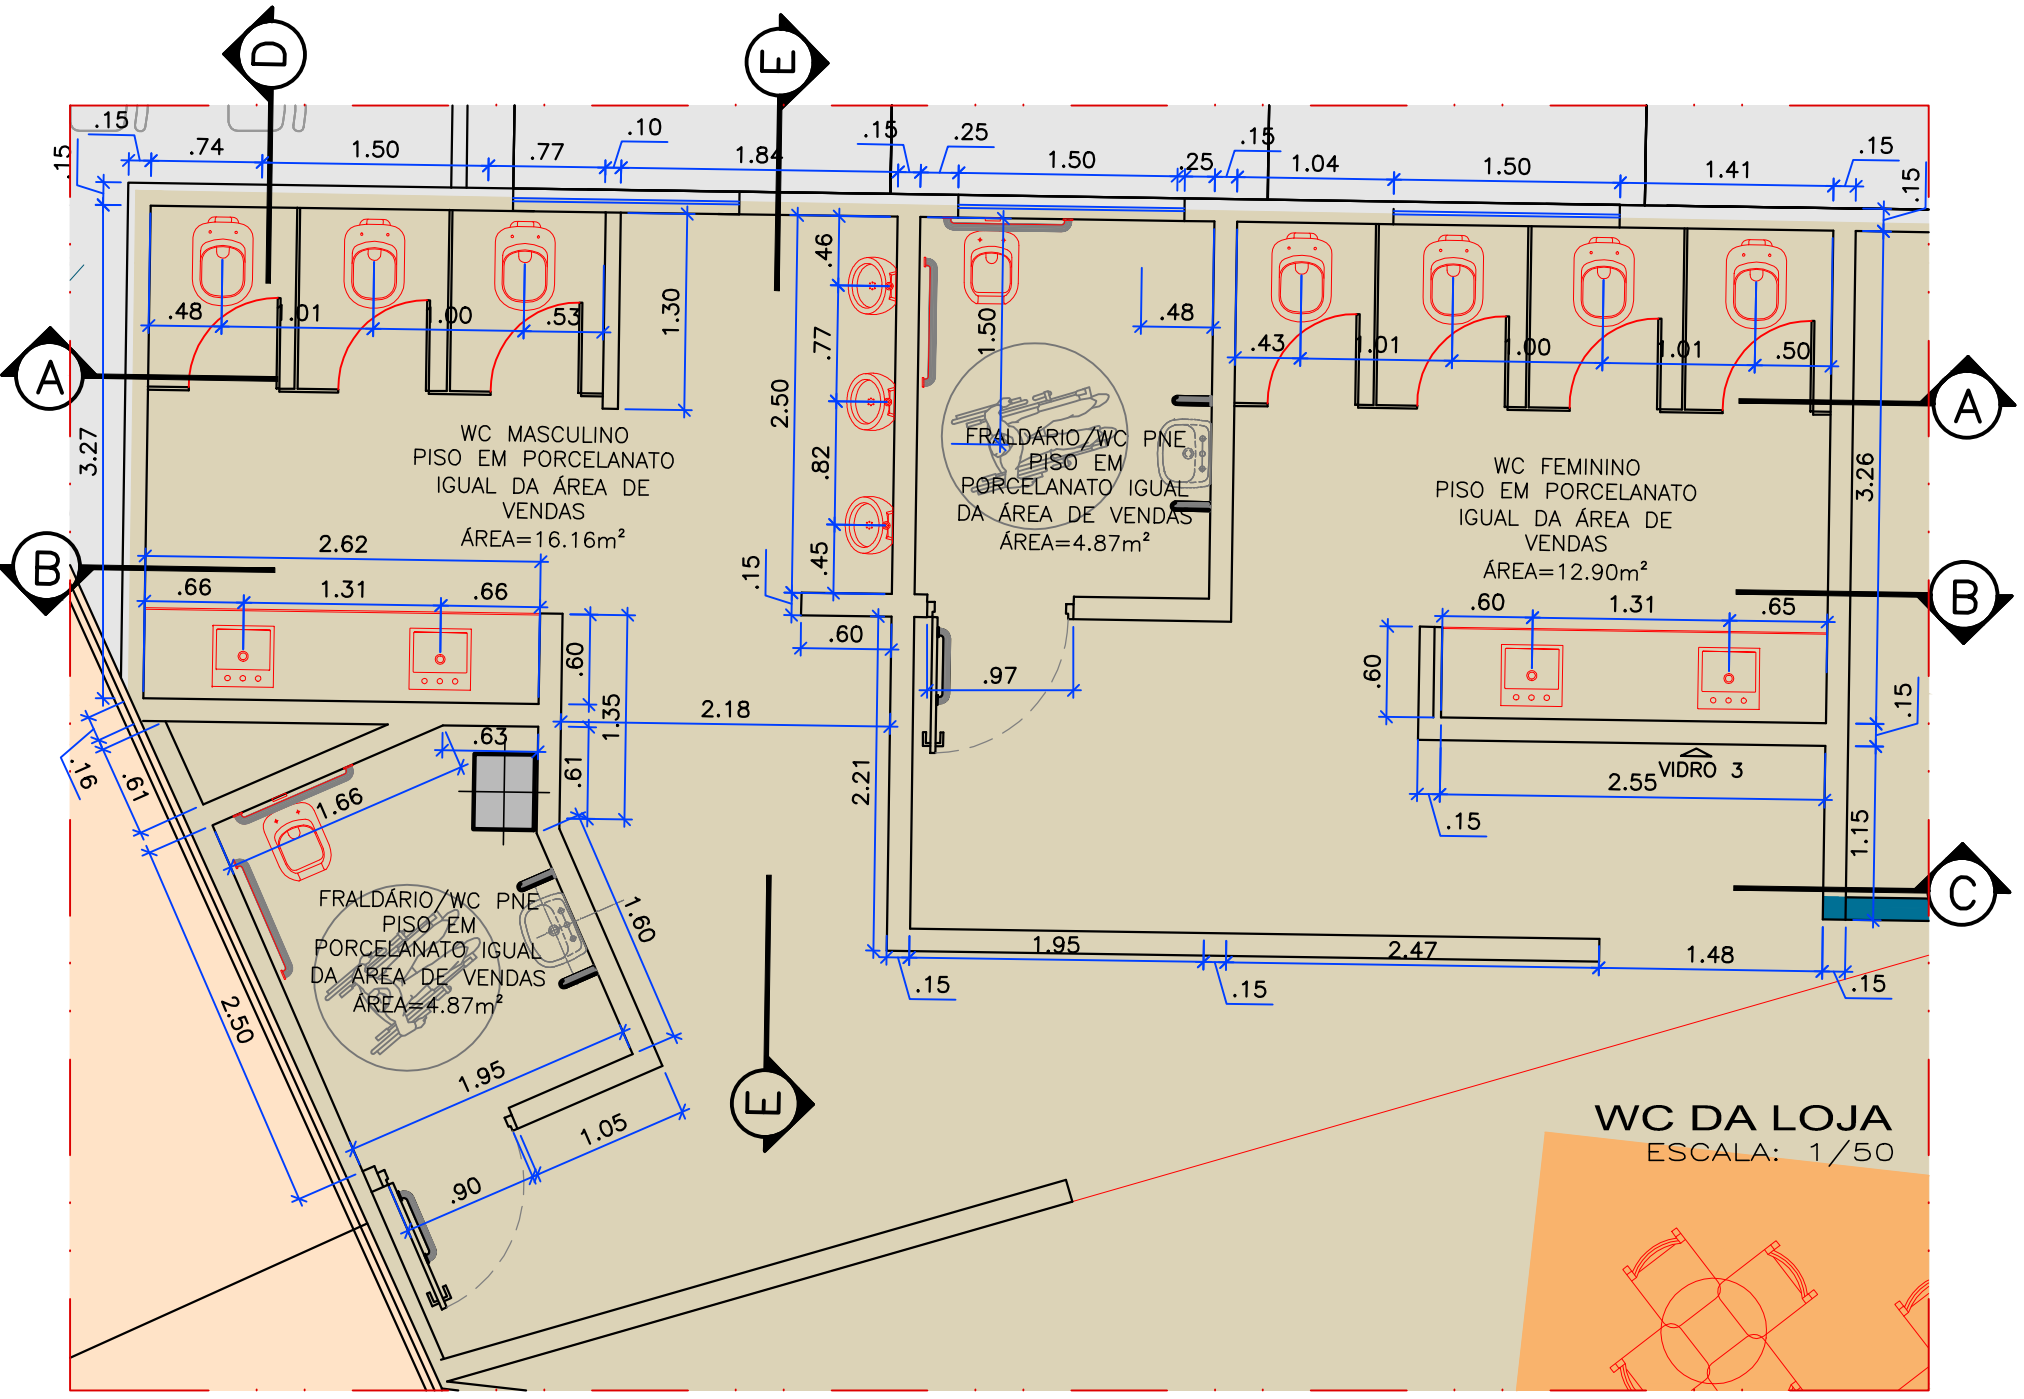 D
E
.15
.74
1.50
.77
.10
1.84
.15
.25
1.50
.25
.15
1.04
1.50
1.41
.15
.15
.15
.48
1.01
1.00
.53
1.30
.46
.77
2.50
.82
.45
1.50
.48
.43
1.01
1.00
1.01
.50
A
A
3.27
3.26
WC MASCULINO
PISO EM PORCELANATO
IGUAL DA ÁREA DE
VENDAS
ÁREA=16.16m²
FRALDÁRIO/WC PNE
PISO EM
PORCELANATO IGUAL
DA ÁREA DE VENDAS
ÁREA=4.87m²
WC FEMININO
PISO EM PORCELANATO
IGUAL DA ÁREA DE
VENDAS
ÁREA=12.90m²
B
B
2.62
.66
1.31
.66
.15
.60
.60
1.35
.61
2.18
.97
2.21
.60
1.31
.65
.60
.15
VIDRO 3
2.55
.15
1.15
.16
.61
.63
1.66
C
FRALDÁRIO/WC PNE
PISO EM
PORCELANATO IGUAL
DA ÁREA DE VENDAS
ÁREA=4.87m²
1.60
2.50
1.95
1.05
.90
1.95
2.47
1.48
.15
.15
.15
E
WC DA LOJA
ESCALA: 1/50